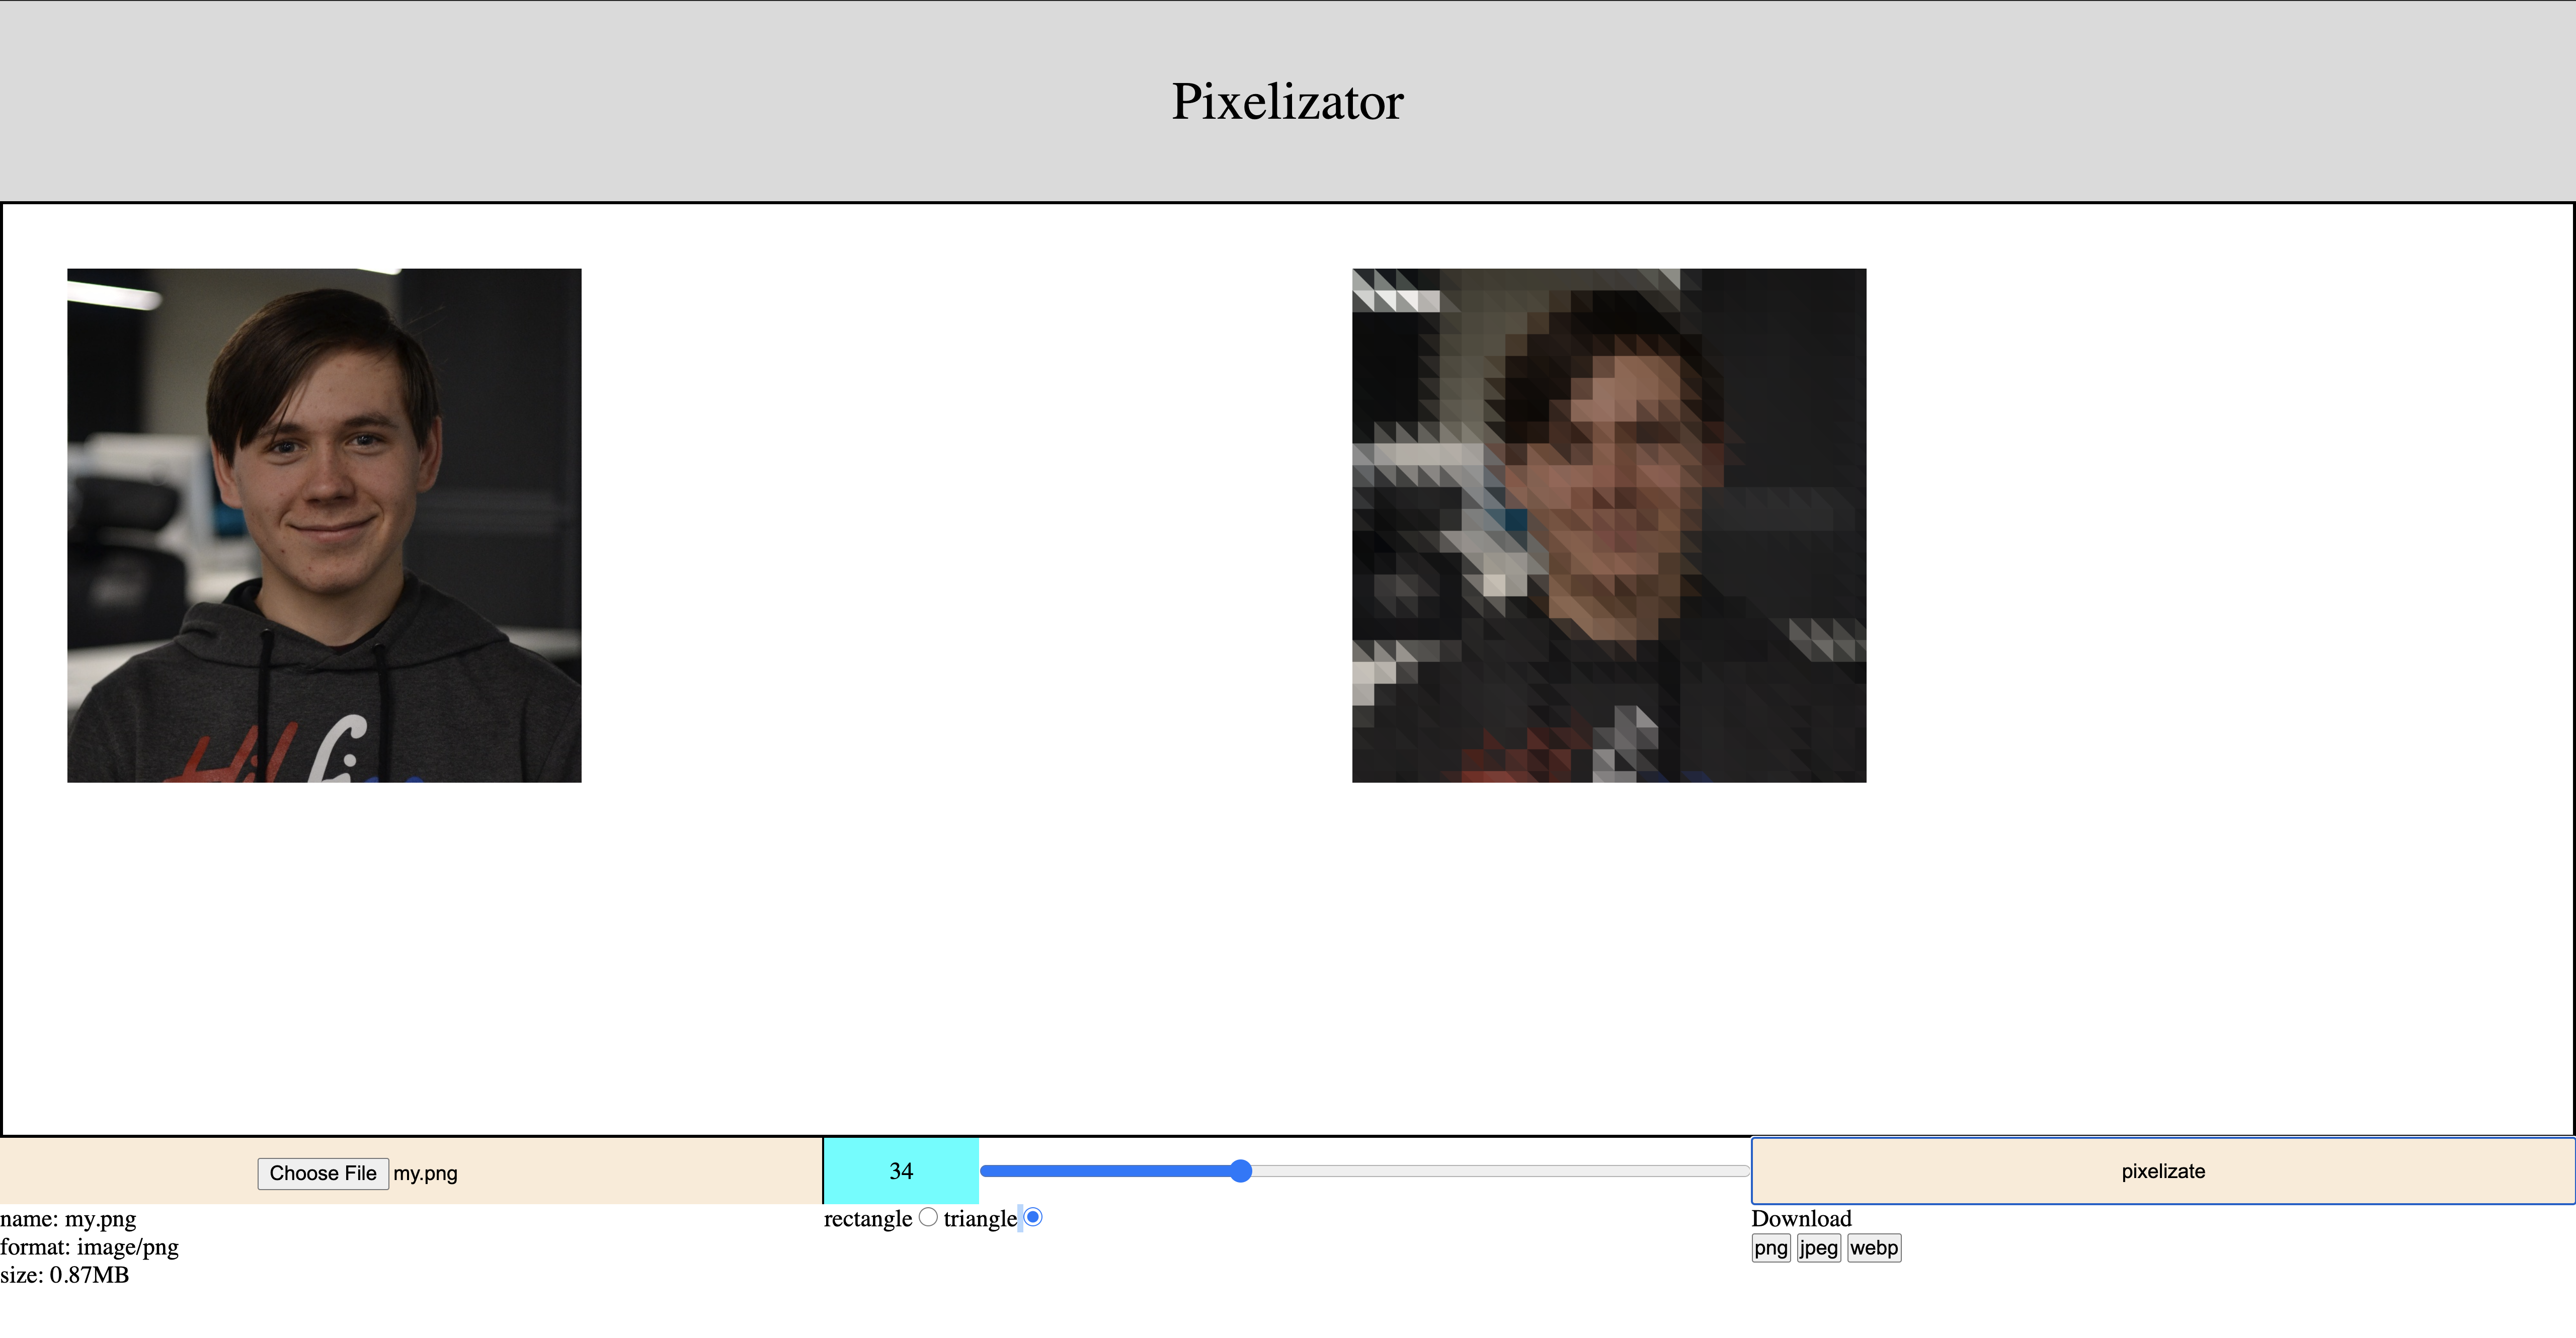 Pixelizator
Choose File my.png
34
pixelizate
name: my.png
format: image/png
size: 0.87MB
rectangle triangle
Download
png jpeg webp